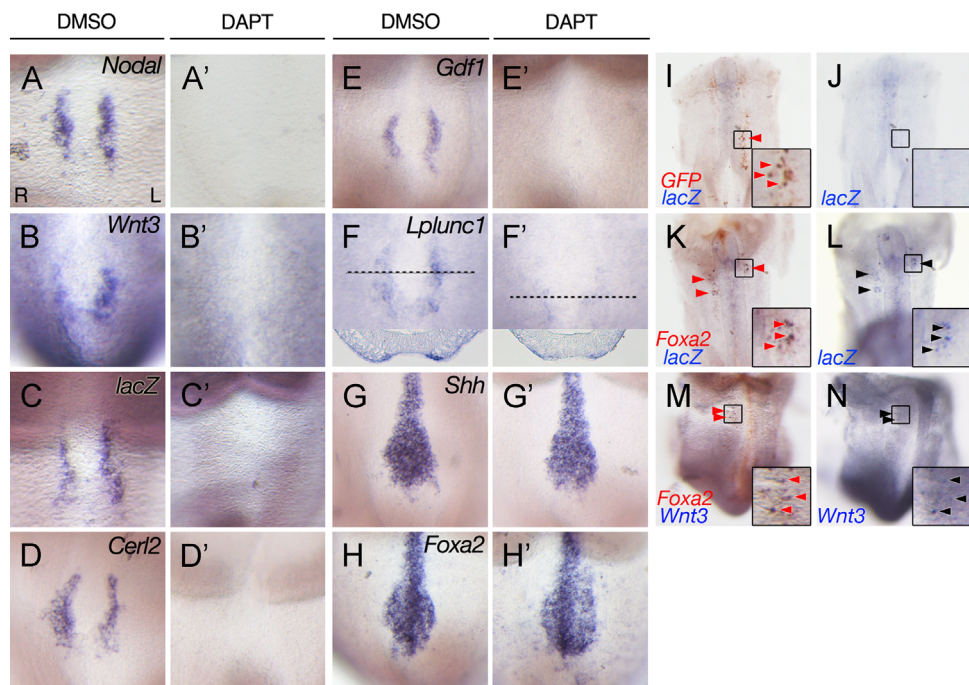 DMSO DAPT DMSO DAPT
A Nodal A' E Gdf1 E' I J
R L GFP
lacZ lacZ
B Wnt3 B' F Lplunc1 F' K L
Foxa2
lacZ lacZ
C lacZ C' G Shh G' M N
Foxa2
Wnt3 Wnt3
D Cerl2 D' H Foxa2 H'